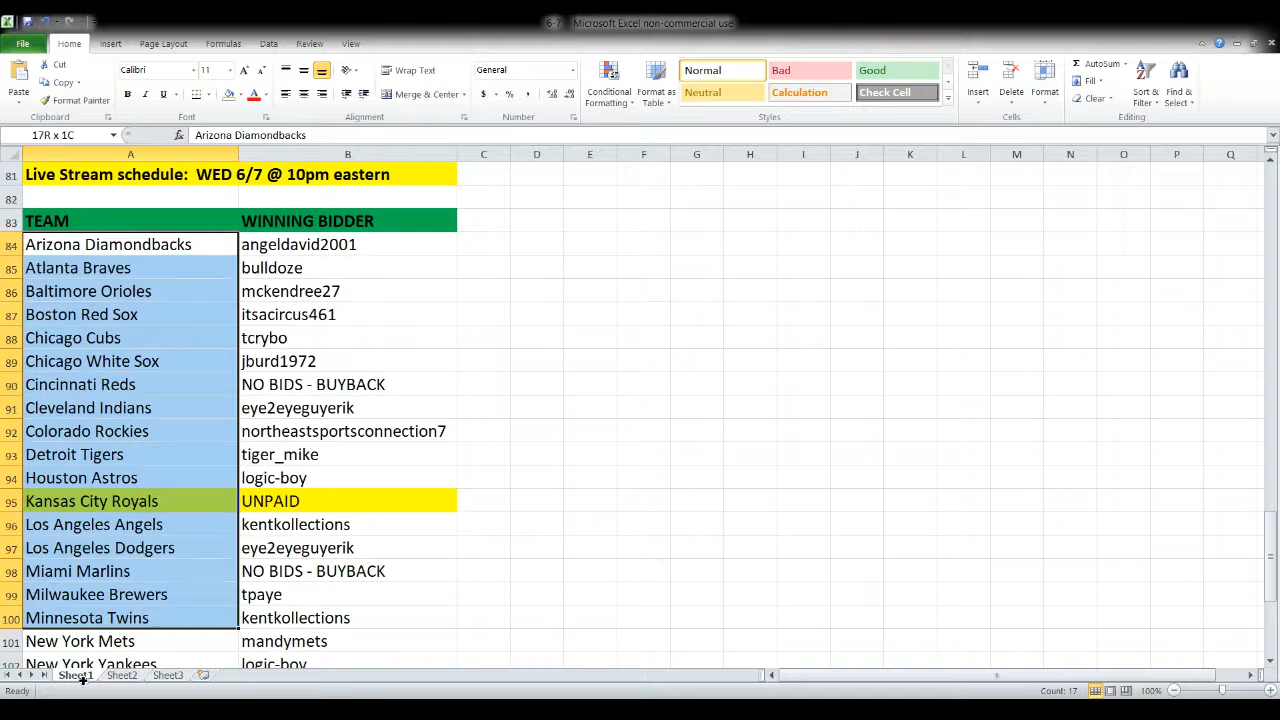 6-7 Microsoft Excel non-commercial use
File Home Insert Page Layout Formulas Data Review View
Cut
Copy
Format Painter
Paste
Clipboard
Calibri 11
B I U
Font
Wrap Text
Merge & Center
Alignment
General
$ % ,
Number
Conditional Formatting
Format as Table
Normal Bad Good
Neutral Calculation Check Cell
Styles
Insert Delete Format
Cells
AutoSum
Fill
Clear
Sort & Filter
Find & Select
Editing
17R x 1C fx Arizona Diamondbacks
A B C D E F G H I J K L M N O P Q
81 Live Stream schedule: WED 6/7 @ 10pm eastern
82
83 TEAM WINNING BIDDER
84 Arizona Diamondbacks angeldavid2001
85 Atlanta Braves bulldoze
86 Baltimore Orioles mckendree27
87 Boston Red Sox itsacircus461
88 Chicago Cubs tcrybo
89 Chicago White Sox jburd1972
90 Cincinnati Reds NO BIDS - BUYBACK
91 Cleveland Indians eye2eyeguyerik
92 Colorado Rockies northeastsportsconnection7
93 Detroit Tigers tiger_mike
94 Houston Astros logic-boy
95 Kansas City Royals UNPAID
96 Los Angeles Angels kentkollections
97 Los Angeles Dodgers eye2eyeguyerik
98 Miami Marlins NO BIDS - BUYBACK
99 Milwaukee Brewers tpaye
100 Minnesota Twins kentkollections
101 New York Mets mandymets
102 New York Yankees logic-boy
Sheet1 Sheet2 Sheet3
Ready Count: 17 100%